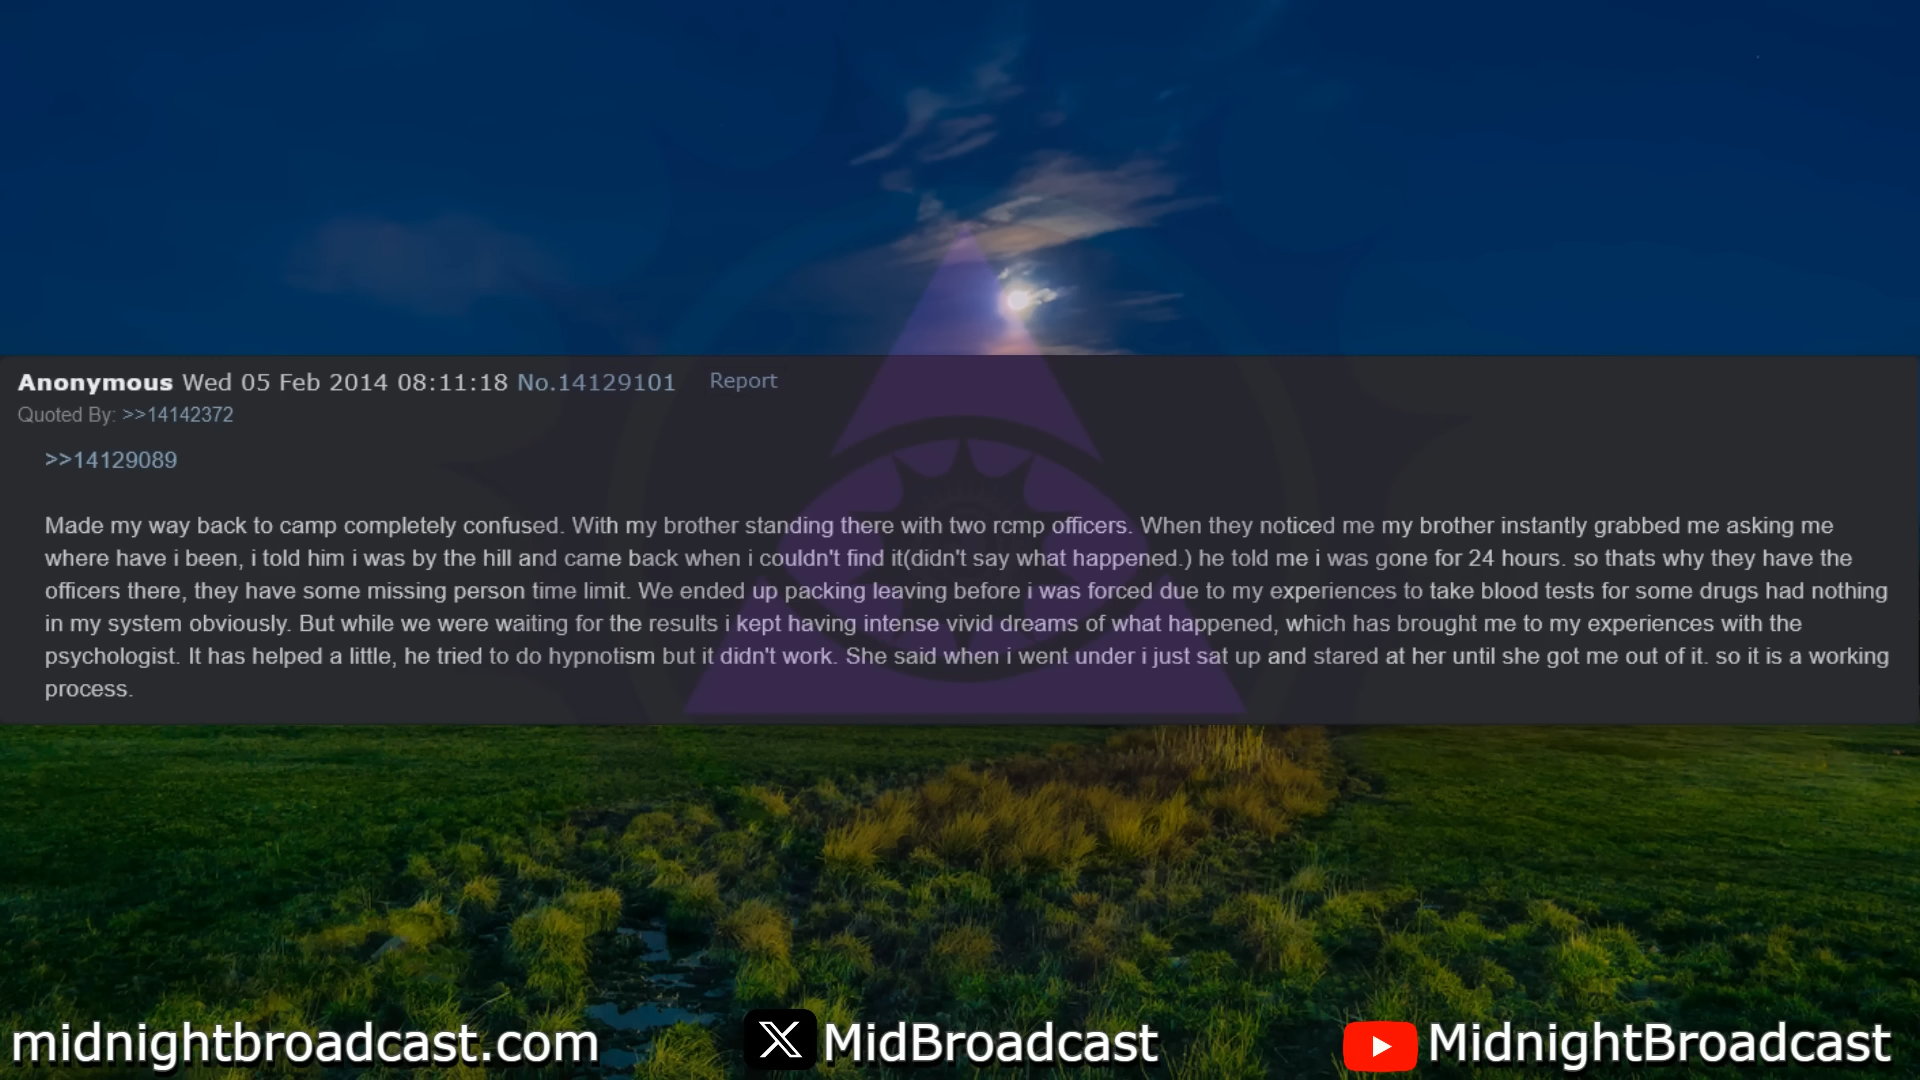 Anonymous Wed 05 Feb 2014 08:11:18 No.14129101 Report
Quoted By: >>14142372
>>14129089
Made my way back to camp completely confused. With my brother standing there with two rcmp officers. When they noticed me my brother instantly grabbed me asking me
where have i been, i told him i was by the hill and came back when i couldn't find it(didn't say what happened.) he told me i was gone for 24 hours. so thats why they have the
officers there, they have some missing person time limit. We ended up packing leaving before i was forced due to my experiences to take blood tests for some drugs had nothing
in my system obviously. But while we were waiting for the results i kept having intense vivid dreams of what happened, which has brought me to my experiences with the
psychologist. It has helped a little, he tried to do hypnotism but it didn't work. She said when i went under i just sat up and stared at her until she got me out of it. so it is a working
process.
midnightbroadcast.com MidBroadcast MidnightBroadcast